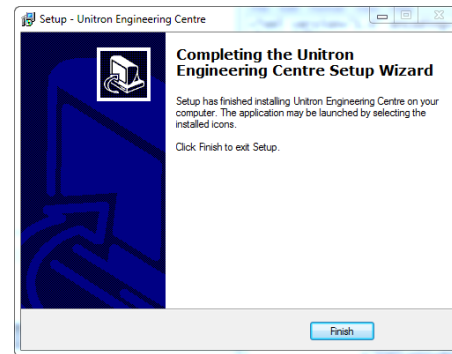 Setup - Unitron Engineering Centre
Completing the Unitron
Engineering Centre Setup Wizard
Setup has finished installing Unitron Engineering Centre on your
computer. The application may be launched by selecting the
installed icons.
Click Finish to exit Setup.
Finish